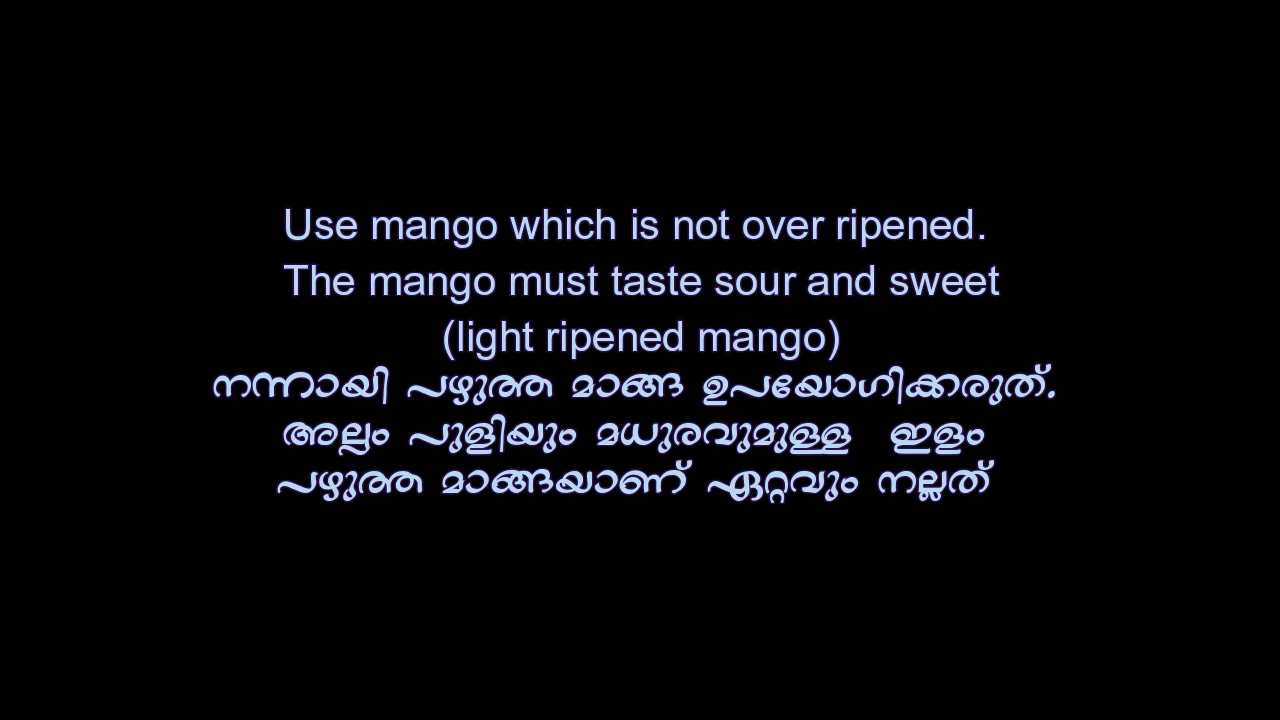 Use mango which is not over ripened.
The mango must taste sour and sweet
(light ripened mango)
നന്നായി പഴുത്ത മാങ്ങ ഉപയോഗിക്കരുത്.
അല്പം പുളിയും മധുരവുമുള്ള ഇളം
പഴുത്ത മാങ്ങയാണ് ഏറ്റവും നല്ലത്